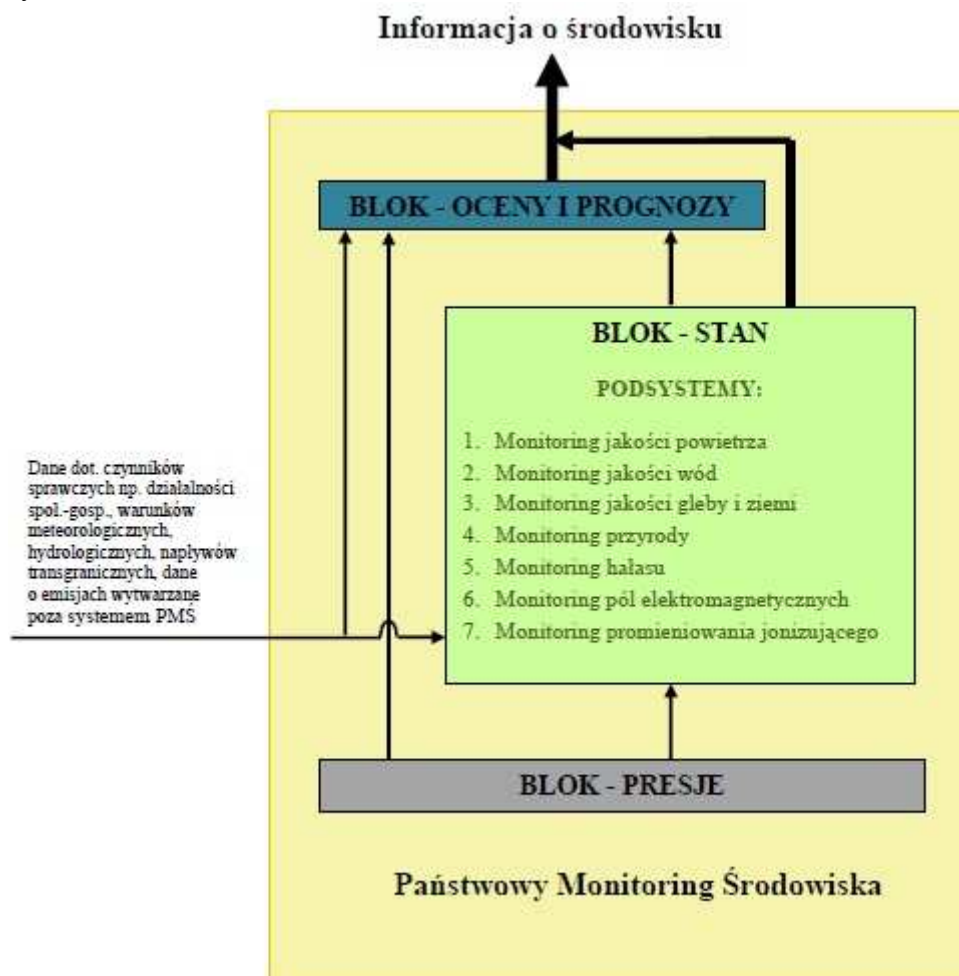 Informacja o środowisku
BLOK - OCENY I PROGNOZY
BLOK - STAN
PODSYSTEMY:
1. Monitoring jakości powietrza
2. Monitoring jakości wód
3. Monitoring jakości gleby i ziemi
4. Monitoring przyrody
5. Monitoring hałasu
6. Monitoring pól elektromagnetycznych
7. Monitoring promieniowania jonizującego
Dane dot. czynników
sprawczych np. działalności
społ.-gosp., warunków
meteorologicznych,
hydrologicznych, napływów
transgranicznych, dane
o emisjach wytwarzane
poza systemem PMŚ
BLOK - PRESJE
Państwowy Monitoring Środowiska